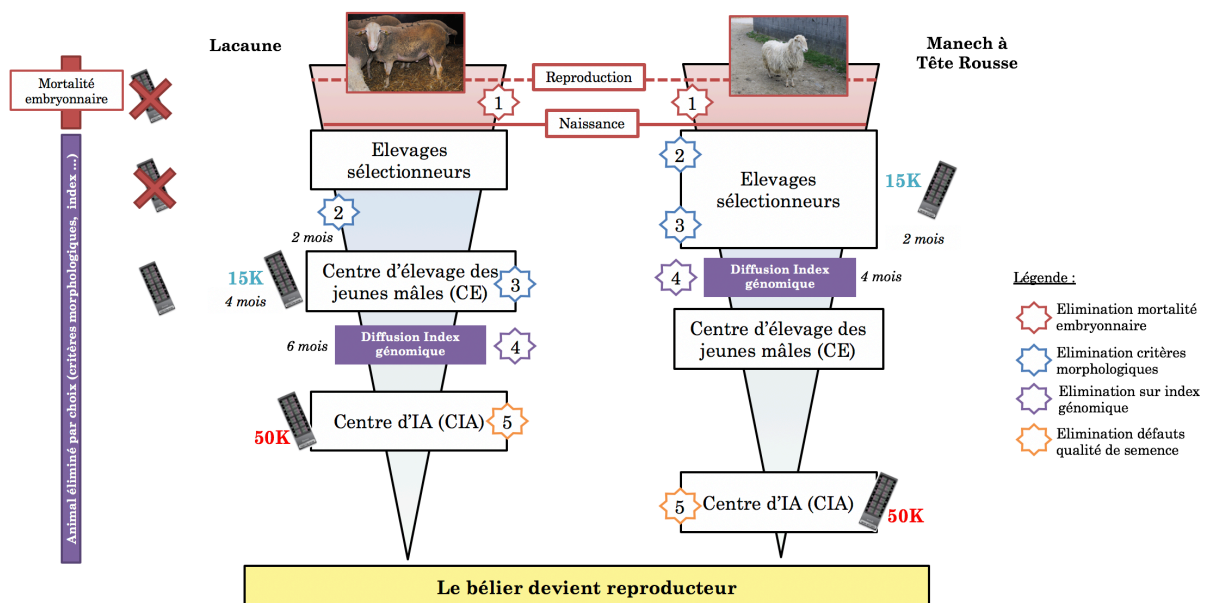 Lacaune
Manech à
Tête Rousse
Mortalité
embryonnaire
Reproduction
1
1
Naissance
Animal éliminé par choix (critères morphologiques, index ...)
Elevages
sélectionneurs
2
2 mois
15K
4 mois
Centre d'élevage des
jeunes mâles (CE)
3
6 mois
Diffusion Index
génomique
4
50K
Centre d'IA (CIA)
5
2
Elevages
sélectionneurs
3
15K
2 mois
4
Diffusion Index
génomique
4 mois
Centre d'élevage des
jeunes mâles (CE)
5
Centre d'IA (CIA)
50K
Légende :
Elimination mortalité
embryonnaire
Elimination critères
morphologiques
Elimination sur index
génomique
Elimination défauts
qualité de semence
Le bélier devient reproducteur